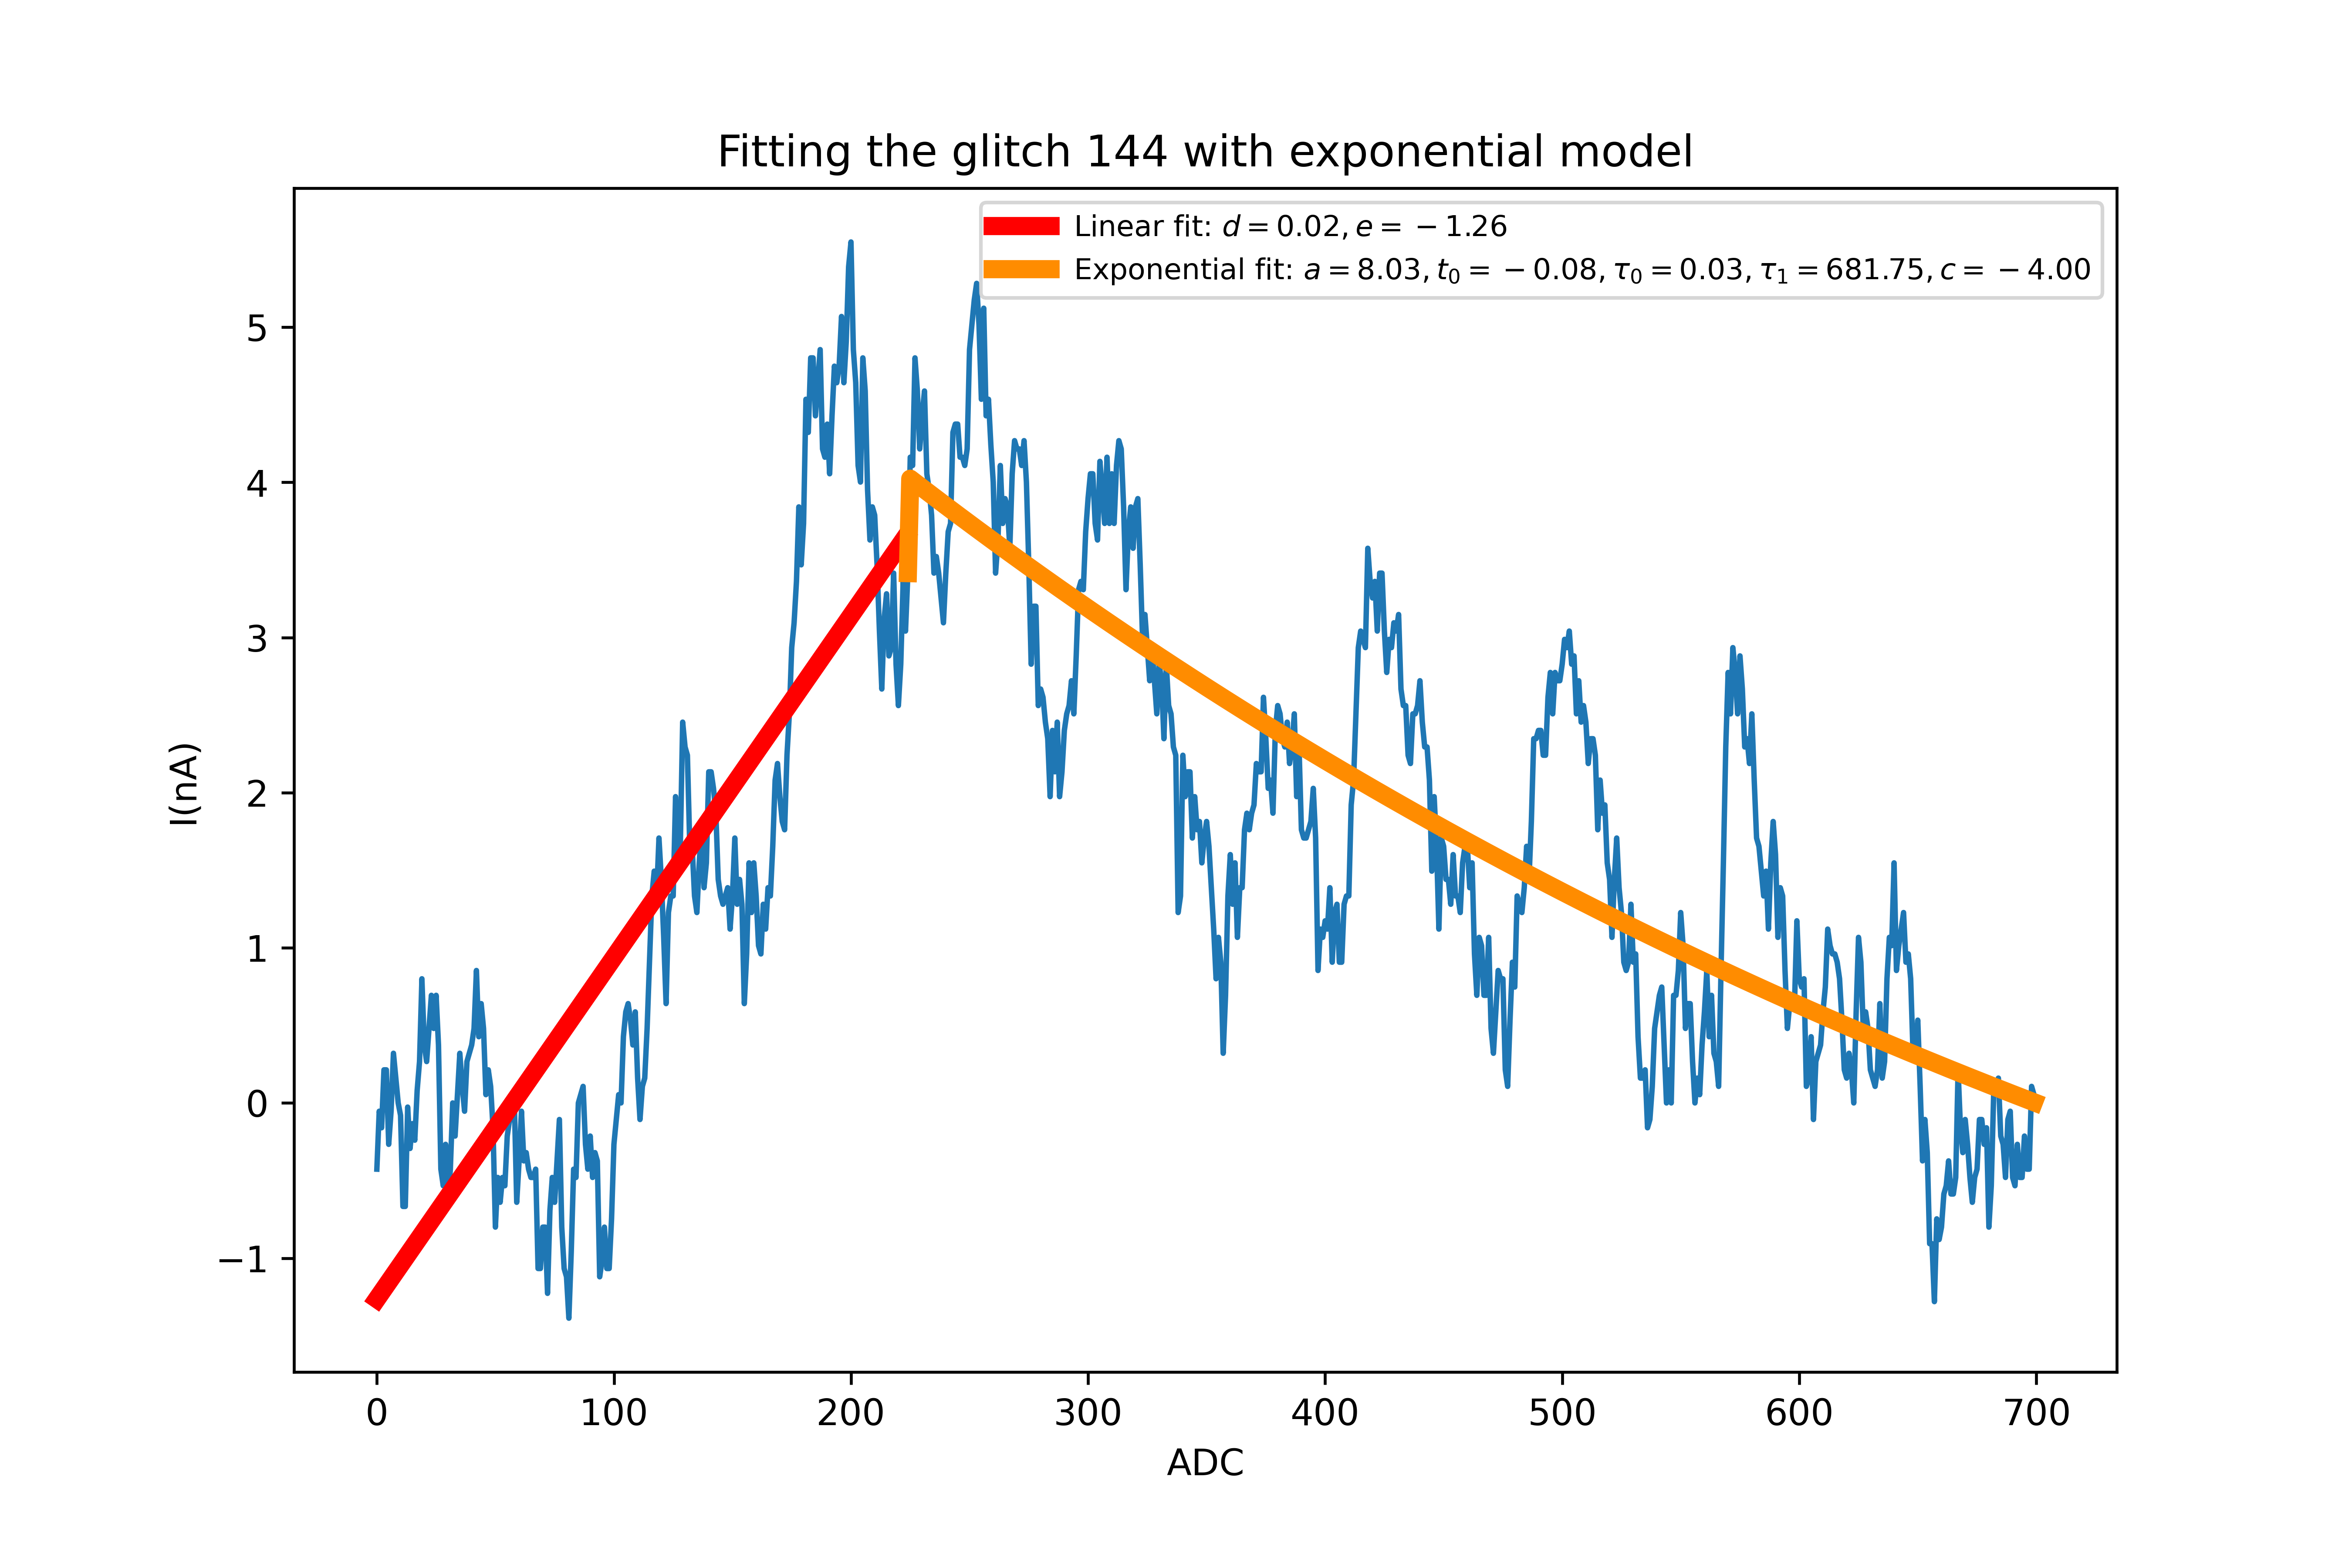 Fitting the glitch 144 with exponential model
Linear fit: d = 0.02, e = −1.26
Exponential fit: a = 8.03, t₀ = −0.08, τ₀ = 0.03, τ₁ = 681.75, c = −4.00
I(nA)
5
4
3
2
1
0
−1
0 100 200 300 400 500 600 700
ADC